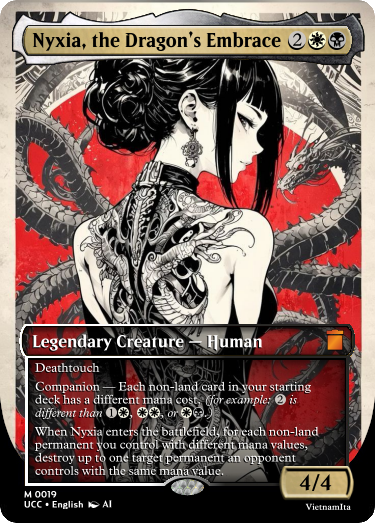 Nyxia, the Dragon's Embrace 2
Legendary Creature — Human
Deathtouch
Companion — Each non-land card in your starting
deck has a different mana cost. (for example: 2 is
different than 1, , or .)
When Nyxia enters the battlefield, for each non-land
permanent you control with different mana values,
destroy up to one target permanent an opponent
controls with the same mana value.
4/4
M 0019
UCC • English AI
VietnamIta